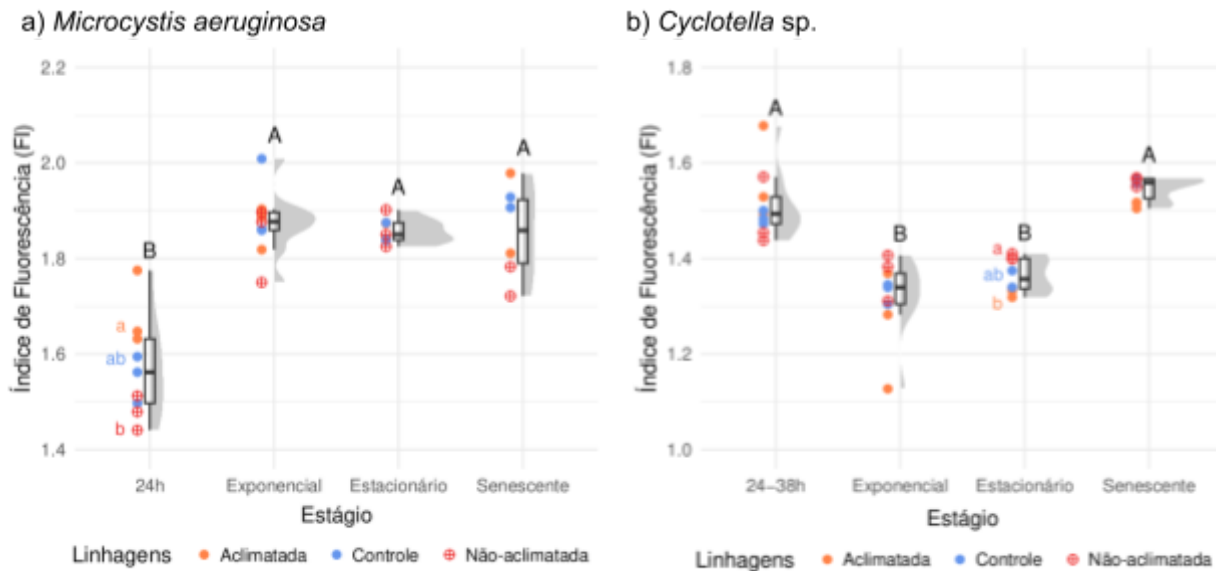 a) Microcystis aeruginosa
Índice de Fluorescência (FI)
2.2
2.0
1.8
1.6
1.4
B
A
A
A
a
ab
b
24h
Exponencial
Estacionário
Senescente
Estágio
Linhagens Aclimatada Controle Não-aclimatada
b) Cyclotella sp.
Índice de Fluorescência (FI)
1.8
1.6
1.4
1.2
1.0
A
B
B
A
a
ab
b
24–38h
Exponencial
Estacionário
Senescente
Estágio
Linhagens Aclimatada Controle Não-aclimatada